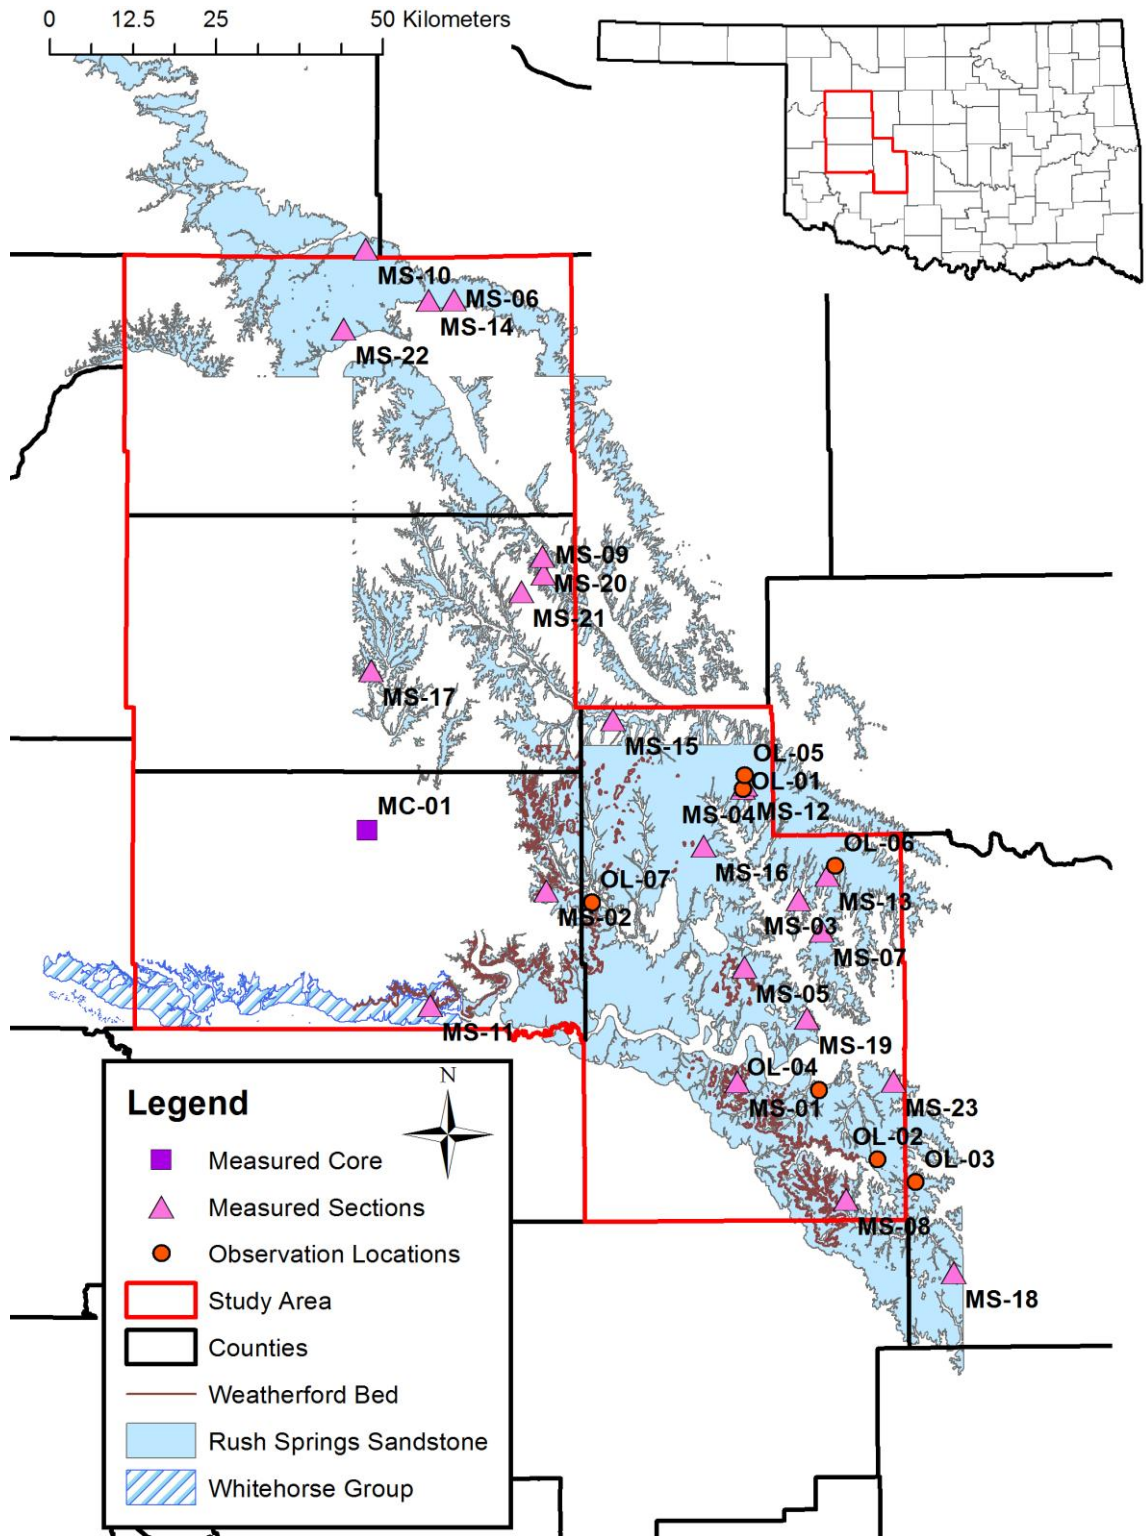 0 12.5 25 50 Kilometers
MS-10
MS-06
MS-14
MS-22
MS-09
MS-20
MS-21
MS-17
MS-15
OL-05
OL-01
MC-01
MS-04
MS-12
OL-06
MS-16
OL-07
MS-13
MS-02
MS-03
MS-07
MS-05
MS-11
MS-19
OL-04
MS-01
MS-23
OL-02
OL-03
MS-08
MS-18
N
Legend
Measured Core
Measured Sections
Observation Locations
Study Area
Counties
Weatherford Bed
Rush Springs Sandstone
Whitehorse Group